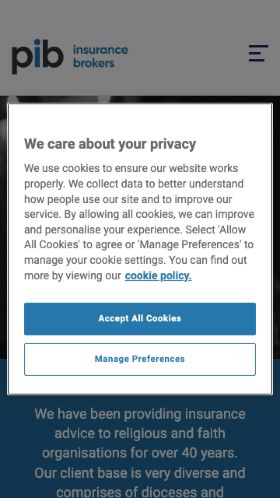 pib insurance
brokers
We care about your privacy
We use cookies to ensure our website works
properly. We collect data to better understand
how people use our site and to improve our
service. By allowing all cookies, we can improve
and personalise your experience. Select 'Allow
All Cookies' to agree or 'Manage Preferences' to
manage your cookie settings. You can find out
more by viewing our cookie policy.
Accept All Cookies
Manage Preferences
We have been providing insurance
advice to religious and faith
organisations for over 40 years.
Our client base is very diverse and
comprises of dioceses and